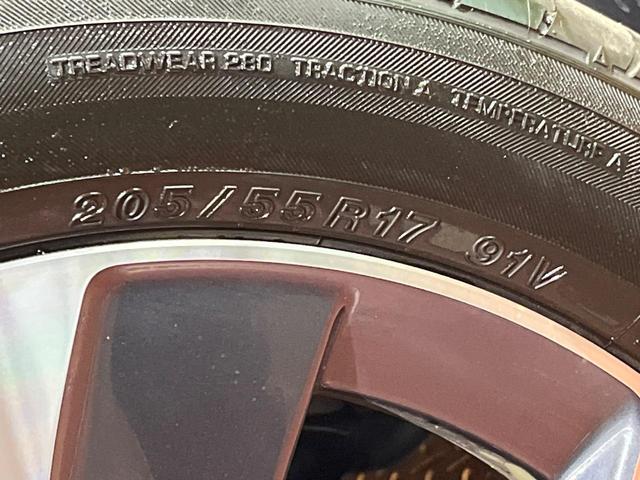 TREADWEAR 280 TRACTION A TEMPERATURE A
205/55R17 91V